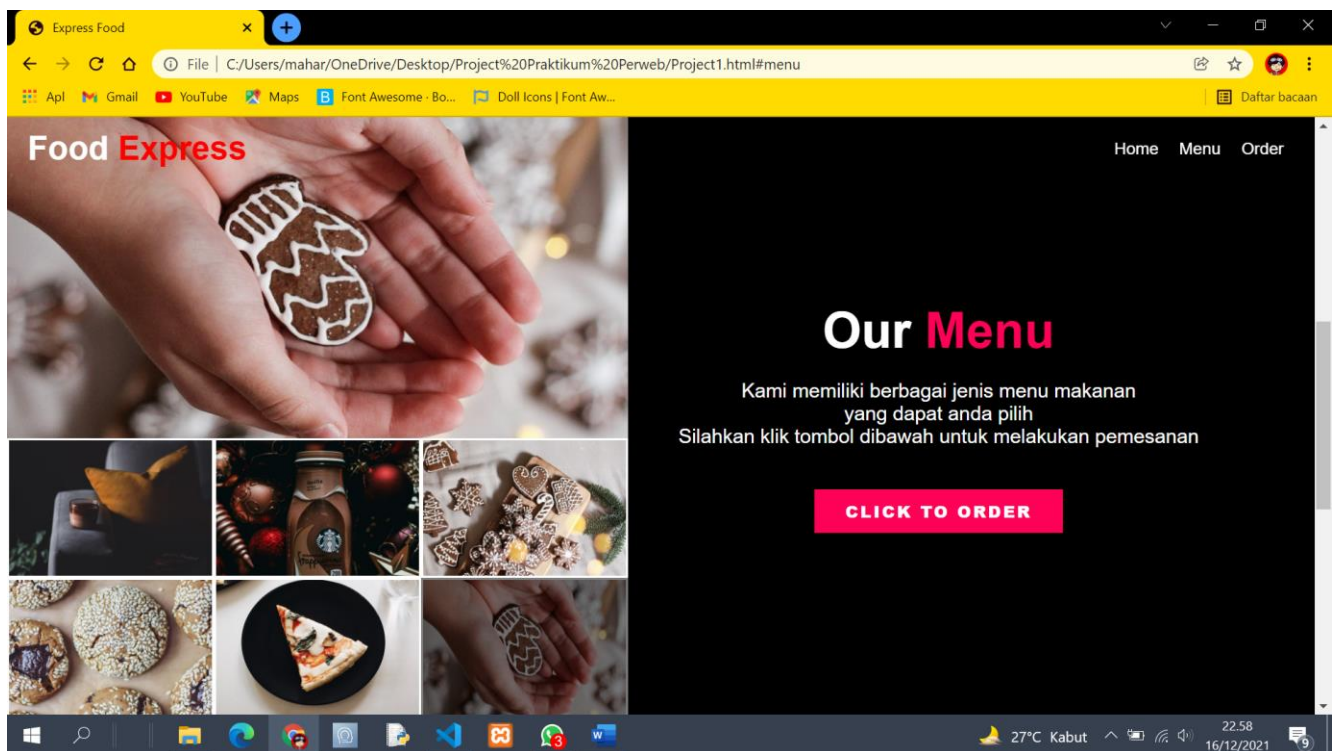 Express Food
File
C:/Users/mahar/OneDrive/Desktop/Project%20Praktikum%20Perweb/Project1.html#menu
Apl Gmail YouTube Maps B Font Awesome - Bo... Doll Icons | Font Aw... Daftar bacaan
Food Express
Home Menu Order
Our Menu
Kami memiliki berbagai jenis menu makanan
yang dapat anda pilih
Silahkan klik tombol dibawah untuk melakukan pemesanan
CLICK TO ORDER
27°C Kabut
22.58
16/12/2021
3
W
9